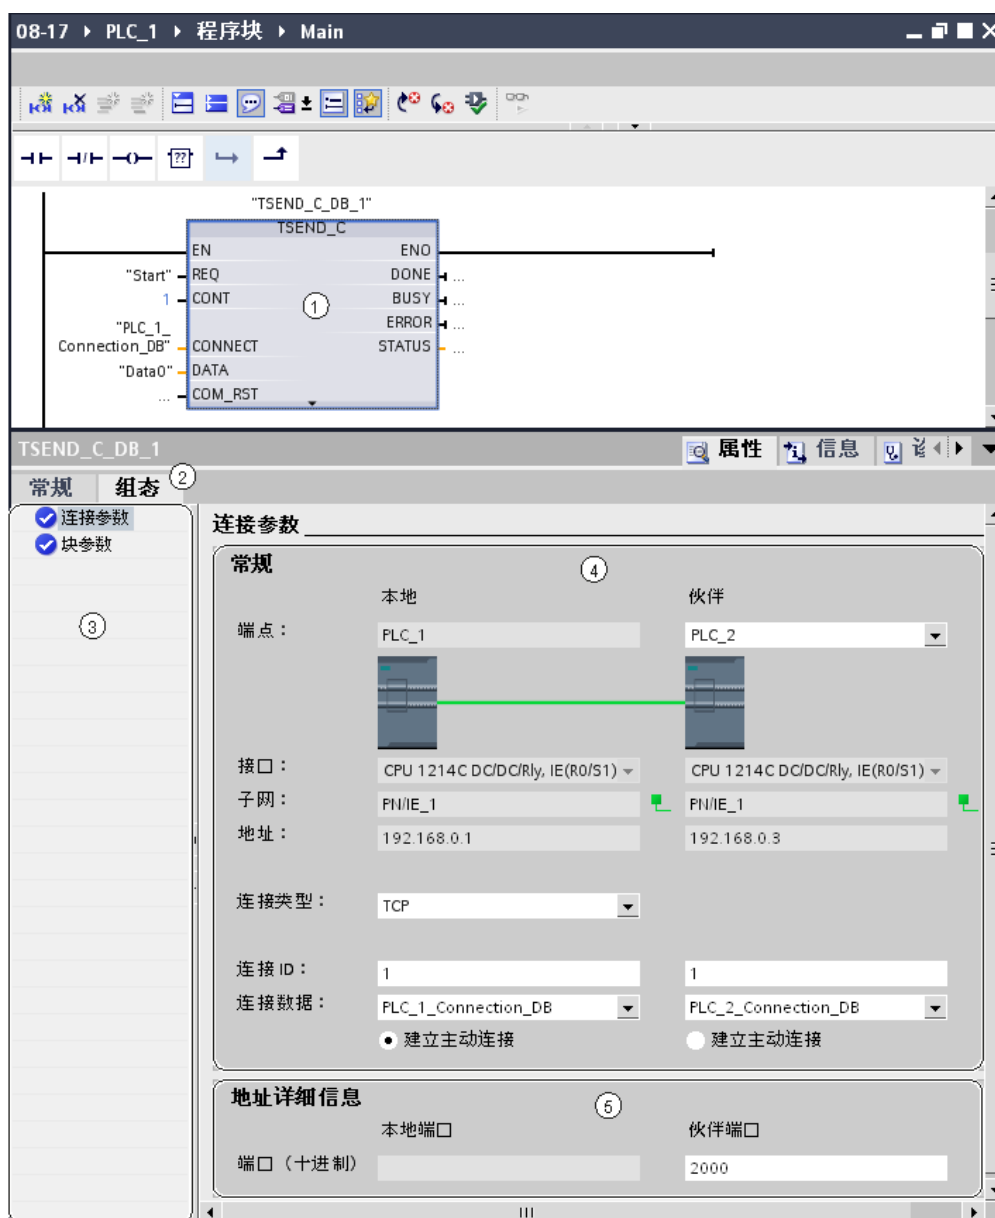 08-17 ▸ PLC_1 ▸ 程序块 ▸ Main
??
"TSEND_C_DB_1"
TSEND_C
EN ENO
"Start" REQ DONE ...
1 CONT ① BUSY ...
"PLC_1_ ERROR ...
Connection_DB" CONNECT STATUS ...
"Data0" DATA
... COM_RST
TSEND_C_DB_1 属性 信息
常规 组态 ②
连接参数
块参数
③
连接参数
常规 ④
本地 伙伴
端点： PLC_1 PLC_2
接口： CPU 1214C DC/DC/Rly, IE(R0/S1) CPU 1214C DC/DC/Rly, IE(R0/S1)
子网： PN/IE_1 PN/IE_1
地址： 192.168.0.1 192.168.0.3
连接类型： TCP
连接 ID： 1 1
连接数据： PLC_1_Connection_DB PLC_2_Connection_DB
建立主动连接 建立主动连接
地址详细信息 ⑤
本地端口 伙伴端口
端口（十进制） 2000